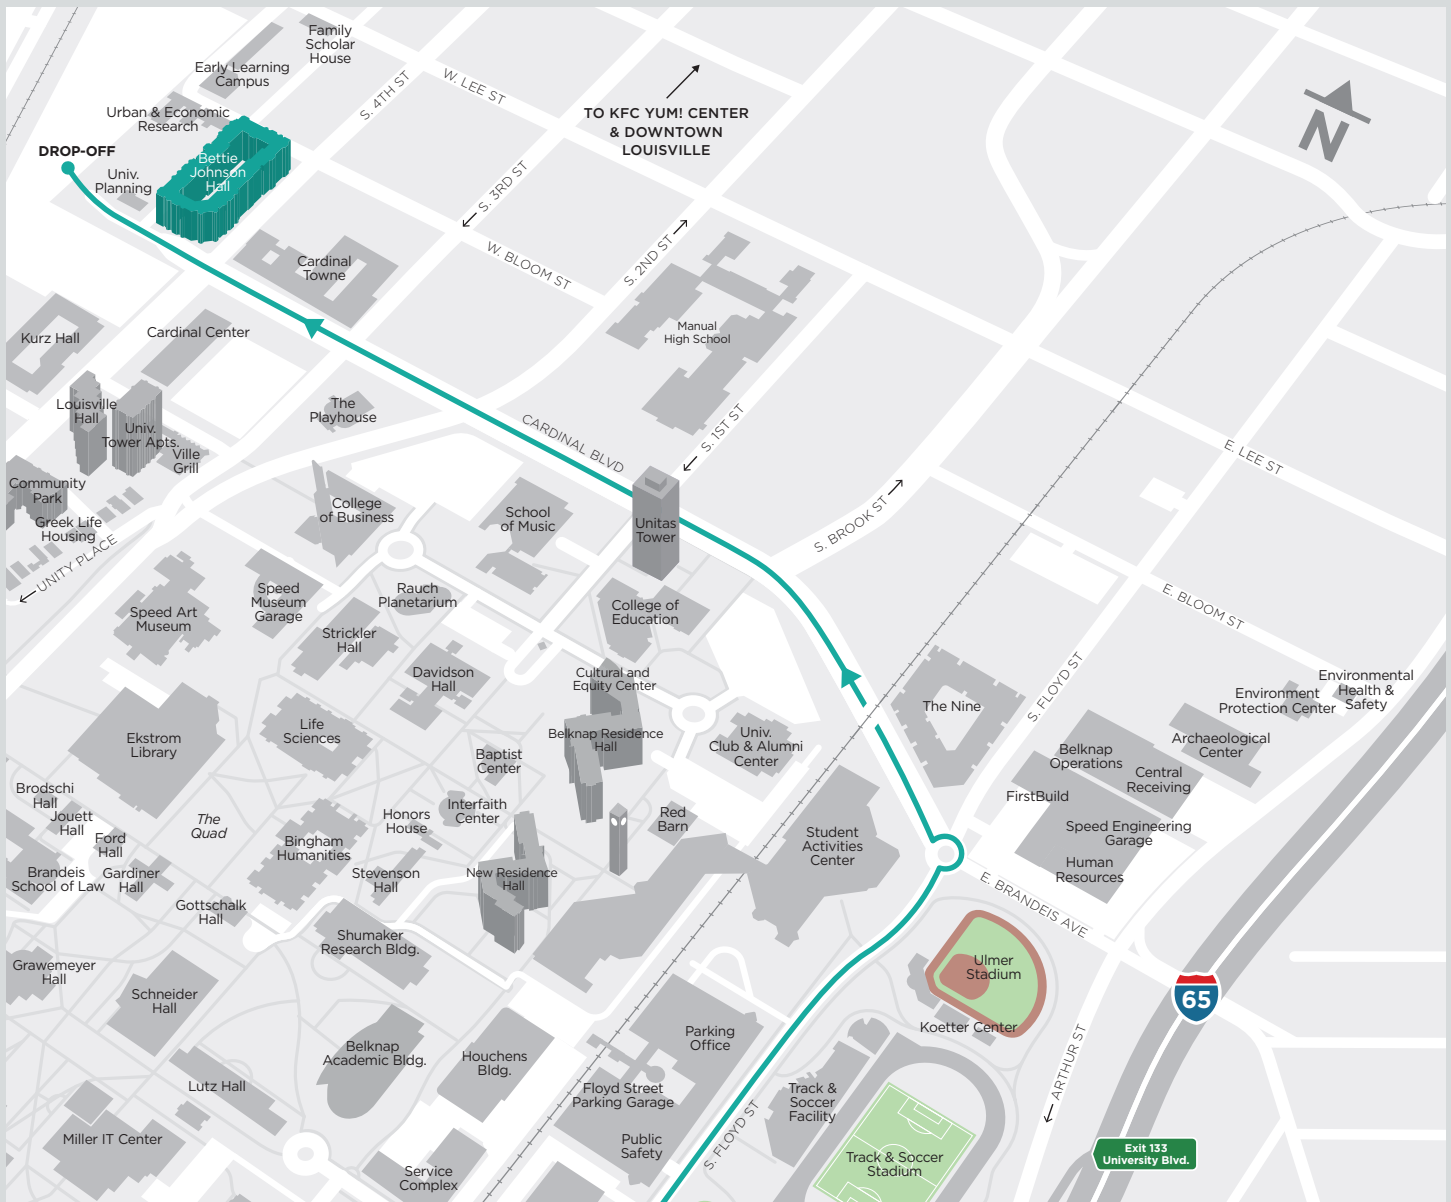 Family
Scholar
House
Early Learning
Campus
S. 4TH ST
W. LEE ST
TO KFC YUM! CENTER
& DOWNTOWN
LOUISVILLE
N
Urban & Economic
Research
DROP-OFF
Univ.
Planning
Bettie
Johnson
Hall
S. 3RD ST
W. BLOOM ST
S. 2ND ST
Cardinal
Towne
Manual
High School
Kurz Hall
Cardinal Center
Louisville
Hall
Univ.
Tower Apts.
The
Playhouse
CARDINAL BLVD
S. 1ST ST
E. LEE ST
Ville
Grill
Community
Park
Greek Life
Housing
UNITY PLACE
College
of Business
School
of Music
Unitas
Tower
S. BROOK ST
E. BLOOM ST
Speed Art
Museum
Speed
Museum
Garage
Rauch
Planetarium
Strickler
Hall
College of
Education
Davidson
Hall
Cultural and
Equity Center
S. FLOYD ST
Environmental
Health &
Safety
Environment
Protection Center
The Nine
Ekstrom
Library
Life
Sciences
Belknap Residence
Hall
Univ.
Club & Alumni
Center
Archaeological
Center
Belknap
Operations
Central
Receiving
Baptist
Center
FirstBuild
Brodschi
Hall
Jouett
Hall
The
Quad
Honors
House
Interfaith
Center
Red
Barn
Student
Activities
Center
Speed Engineering
Garage
Ford
Hall
Bingham
Humanities
Human
Resources
Brandeis
School of Law
Gardiner
Hall
Stevenson
Hall
New Residence
Hall
E. BRANDEIS AVE
Gottschalk
Hall
Shumaker
Research Bldg.
Grawemeyer
Hall
Ulmer
Stadium
Schneider
Hall
65
Koetter Center
Parking
Office
Belknap
Academic Bldg.
Houchens
Bldg.
ARTHUR ST
Lutz Hall
Floyd Street
Parking Garage
Track &
Soccer
Facility
S. FLOYD ST
Miller IT Center
Public
Safety
Exit 133
University Blvd.
Track & Soccer
Stadium
Service
Complex